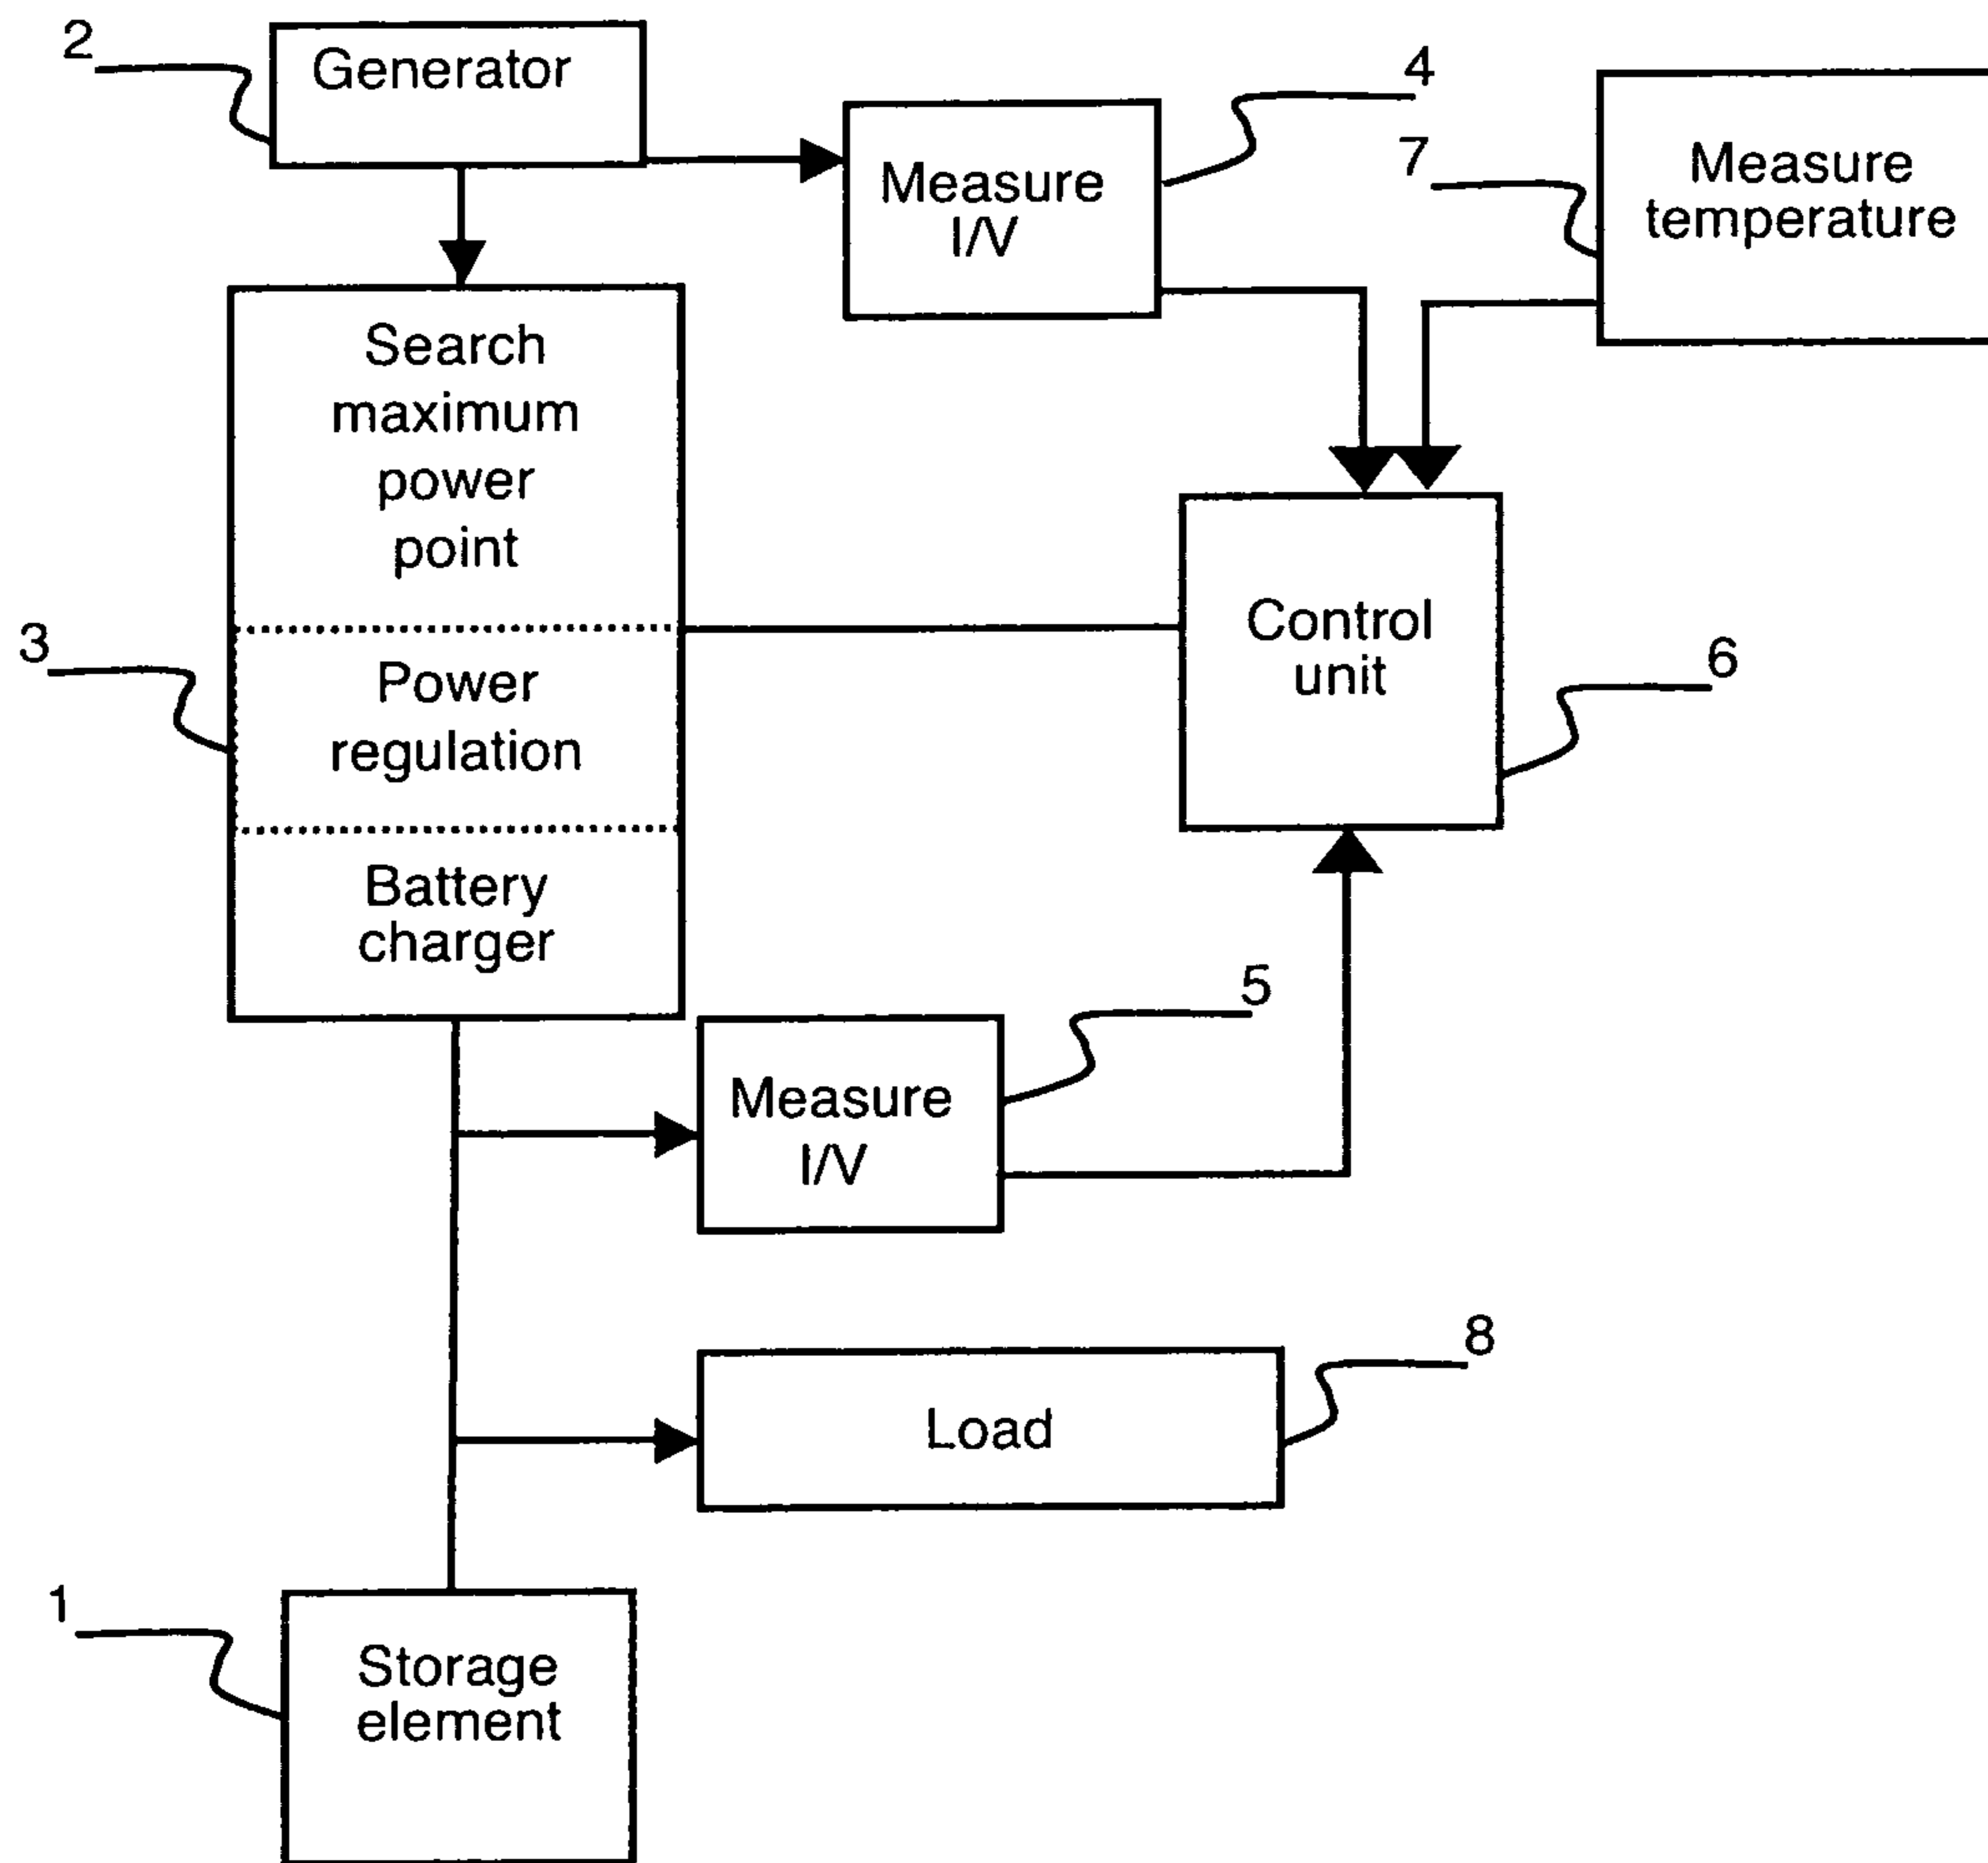 2
Generator
4
7
Measure
I/V
Measure
temperature
Search
maximum
power
point
3
Power
regulation
Control
unit
6
Battery
charger
5
Measure
I/V
8
Load
1
Storage
element